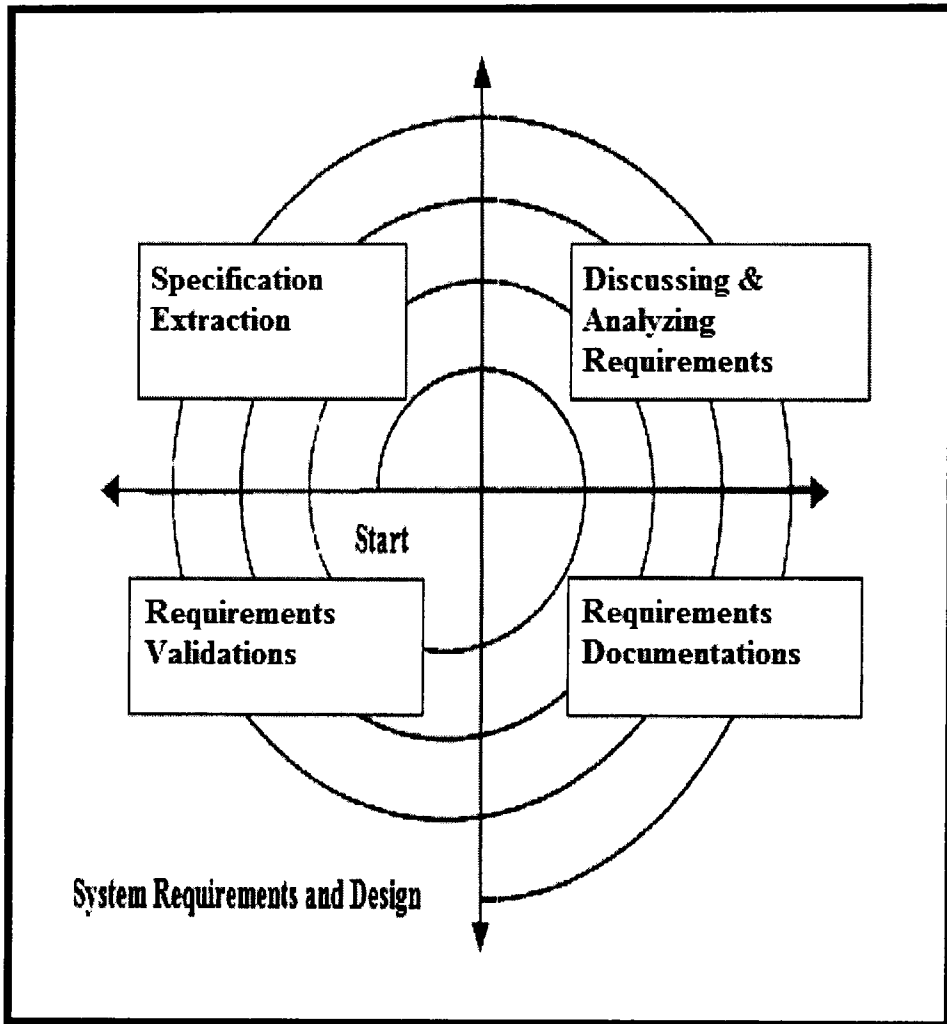 Specification
Extraction
Discussing &
Analyzing
Requirements
Start
Requirements
Validations
Requirements
Documentations
System Requirements and Design